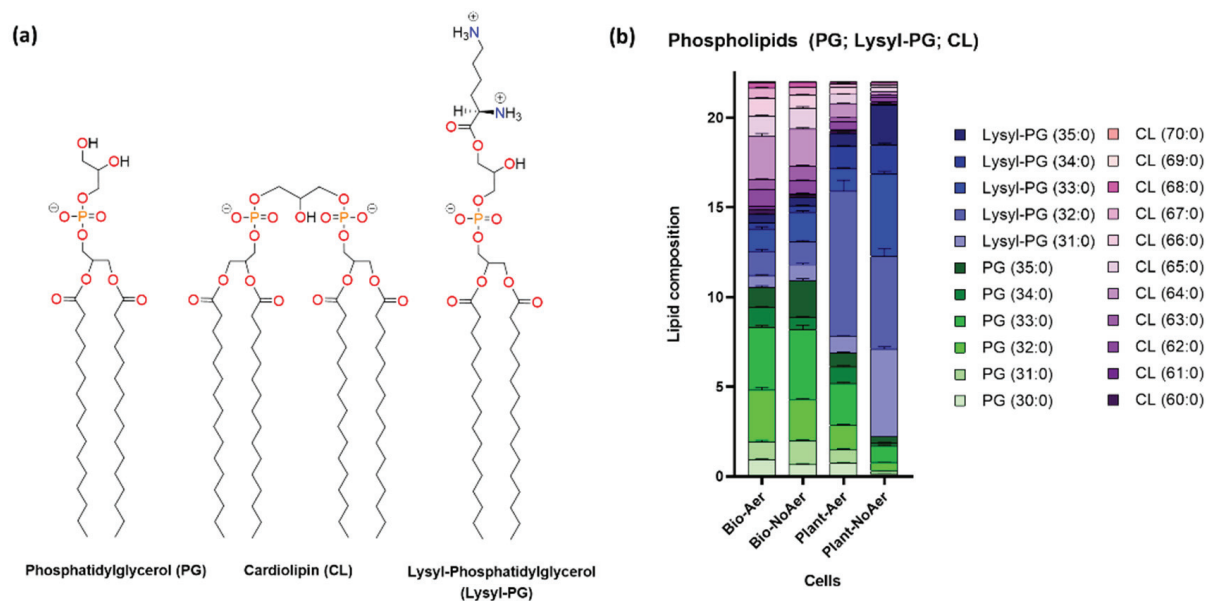 (a)
H₃N
⊕
⊕
H
NH₃
O
O
OH
OH
O
O
⊖
O-P=O
O
O
O
O
O
O
OH
O
⊖
O-P=O
O
O
O
O
O
O=P-O
⊖
O
O
O
O
O
OH
O
⊖
O-P=O
O
O
O
O
O
Phosphatidylglycerol (PG)
Cardiolipin (CL)
Lysyl-Phosphatidylglycerol
(Lysyl-PG)
(b)
Phospholipids (PG; Lysyl-PG; CL)
Lipid composition
20
15
10
5
0
Bio-Aer
Bio-NoAer
Plant-Aer
Plant-NoAer
Cells
Lysyl-PG (35:0)
Lysyl-PG (34:0)
Lysyl-PG (33:0)
Lysyl-PG (32:0)
Lysyl-PG (31:0)
PG (35:0)
PG (34:0)
PG (33:0)
PG (32:0)
PG (31:0)
PG (30:0)
CL (70:0)
CL (69:0)
CL (68:0)
CL (67:0)
CL (66:0)
CL (65:0)
CL (64:0)
CL (63:0)
CL (62:0)
CL (61:0)
CL (60:0)